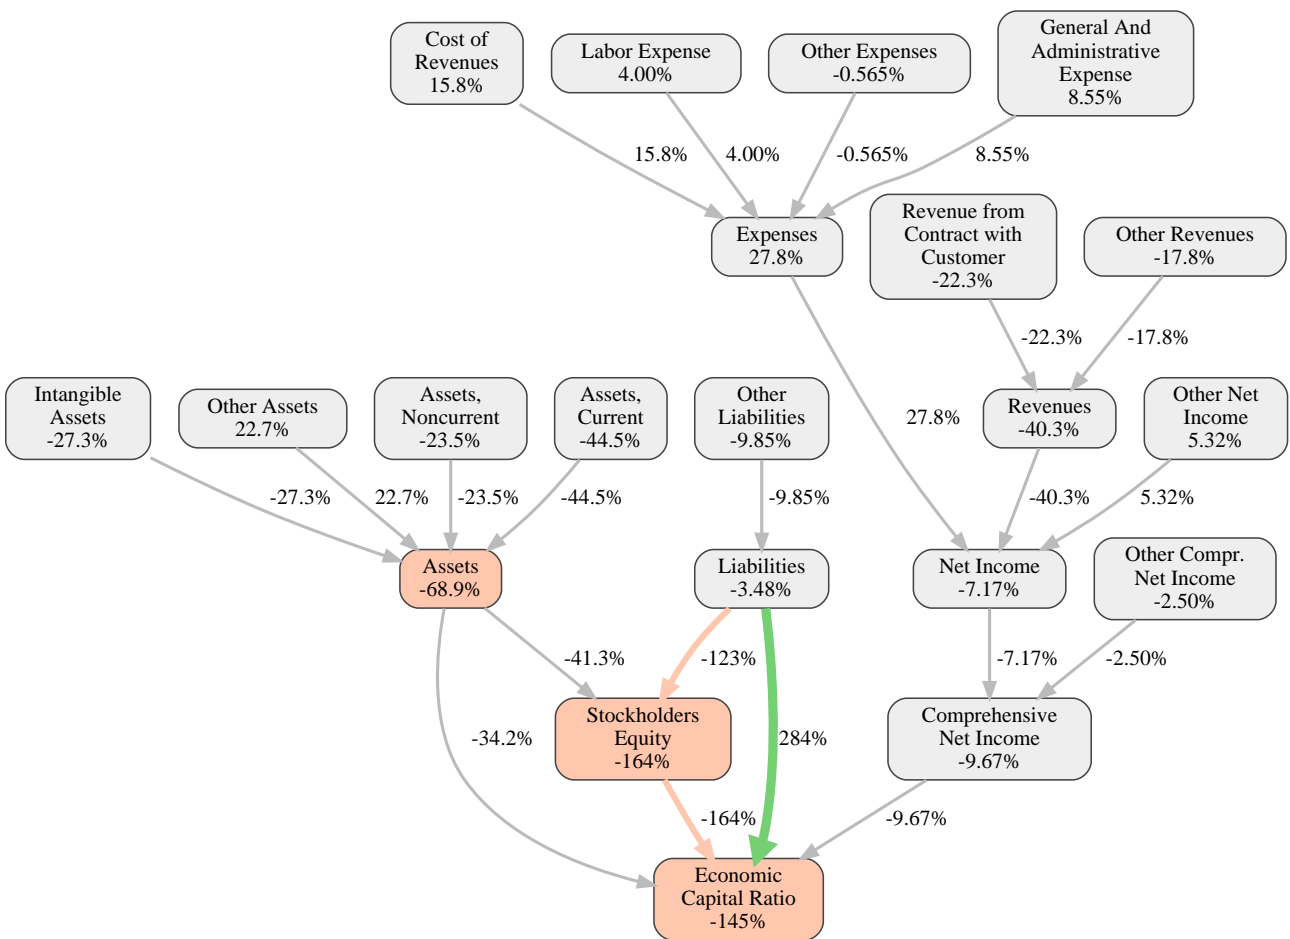 Cost of
Revenues
15.8%
Labor Expense
4.00%
Other Expenses
-0.565%
General And
Administrative
Expense
8.55%
15.8%
4.00%
-0.565%
8.55%
Expenses
27.8%
Revenue from
Contract with
Customer
-22.3%
Other Revenues
-17.8%
-22.3%
-17.8%
Intangible
Assets
-27.3%
Other Assets
22.7%
Assets,
Noncurrent
-23.5%
Assets,
Current
-44.5%
Other
Liabilities
-9.85%
27.8%
Revenues
-40.3%
Other Net
Income
5.32%
-27.3%
22.7%
-23.5%
-44.5%
-9.85%
-40.3%
5.32%
Assets
-68.9%
Liabilities
-3.48%
Net Income
-7.17%
Other Compr.
Net Income
-2.50%
-41.3%
-123%
-7.17%
-2.50%
-34.2%
Stockholders
Equity
-164%
284%
Comprehensive
Net Income
-9.67%
-164%
-9.67%
Economic
Capital Ratio
-145%